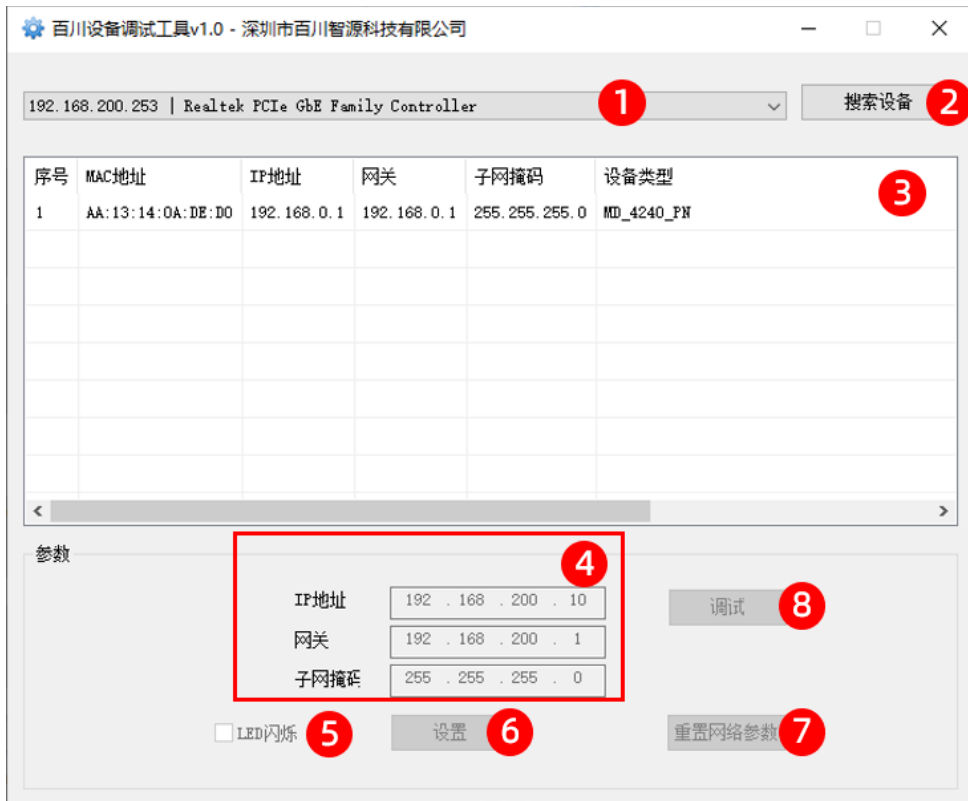 百川设备调试工具v1.0 - 深圳市百川智源科技有限公司
192.168.200.253 | Realtek PCIe GbE Family Controller 1 搜索设备 2
序号 MAC地址 IP地址 网关 子网掩码 设备类型 3
1 AA:13:14:0A:DE:D0 192.168.0.1 192.168.0.1 255.255.255.0 MD_4240_PN
参数 4
IP地址 192 . 168 . 200 . 10 调试 8
网关 192 . 168 . 200 . 1
子网掩码 255 . 255 . 255 . 0
LED闪烁 5 设置 6 重置网络参数 7